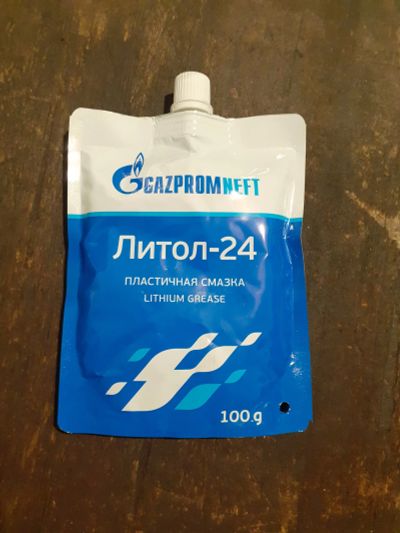 GAZPROMNEFT
Литол-24
ПЛАСТИЧНАЯ СМАЗКА
LITHIUM GREASE
100 g